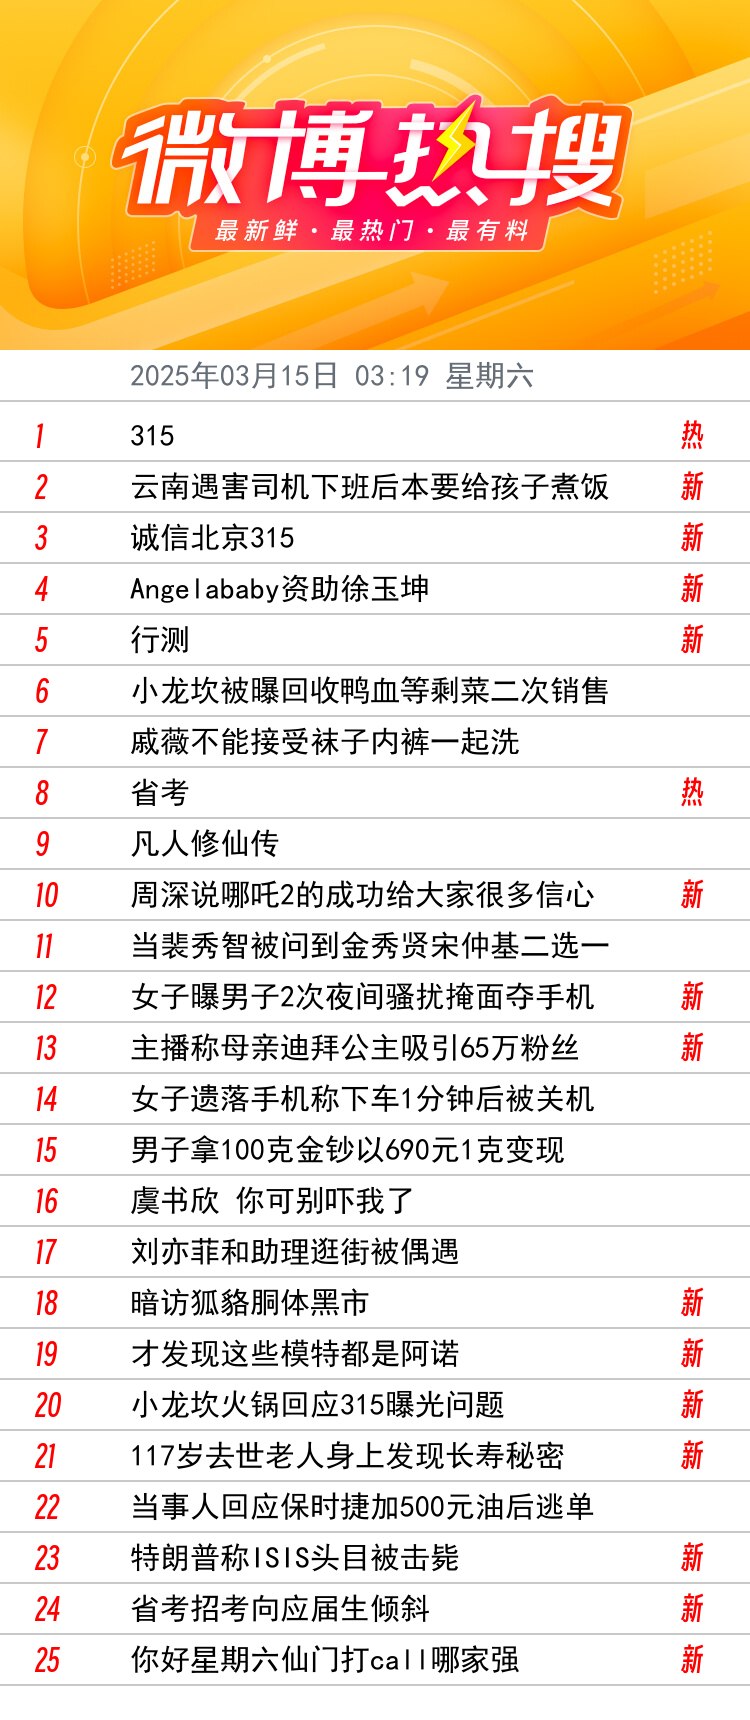 微博热搜
最新鲜·最热门·最有料
2025年03月15日 03:19 星期六
1 315 热
2 云南遇害司机下班后本要给孩子煮饭 新
3 诚信北京315 新
4 Angelababy资助徐玉坤 新
5 行测 新
6 小龙坎被曝回收鸭血等剩菜二次销售
7 戚薇不能接受袜子内裤一起洗
8 省考 热
9 凡人修仙传
10 周深说哪吒2的成功给大家很多信心 新
11 当裴秀智被问到金秀贤宋仲基二选一
12 女子曝男子2次夜间骚扰掩面夺手机 新
13 主播称母亲迪拜公主吸引65万粉丝 新
14 女子遗落手机称下车1分钟后被关机
15 男子拿100克金钞以690元1克变现
16 虞书欣 你可别吓我了
17 刘亦菲和助理逛街被偶遇
18 暗访狐貉胴体黑市 新
19 才发现这些模特都是阿诺 新
20 小龙坎火锅回应315曝光问题 新
21 117岁去世老人身上发现长寿秘密 新
22 当事人回应保时捷加500元油后逃单
23 特朗普称ISIS头目被击毙 新
24 省考招考向应届生倾斜 新
25 你好星期六仙门打call哪家强 新